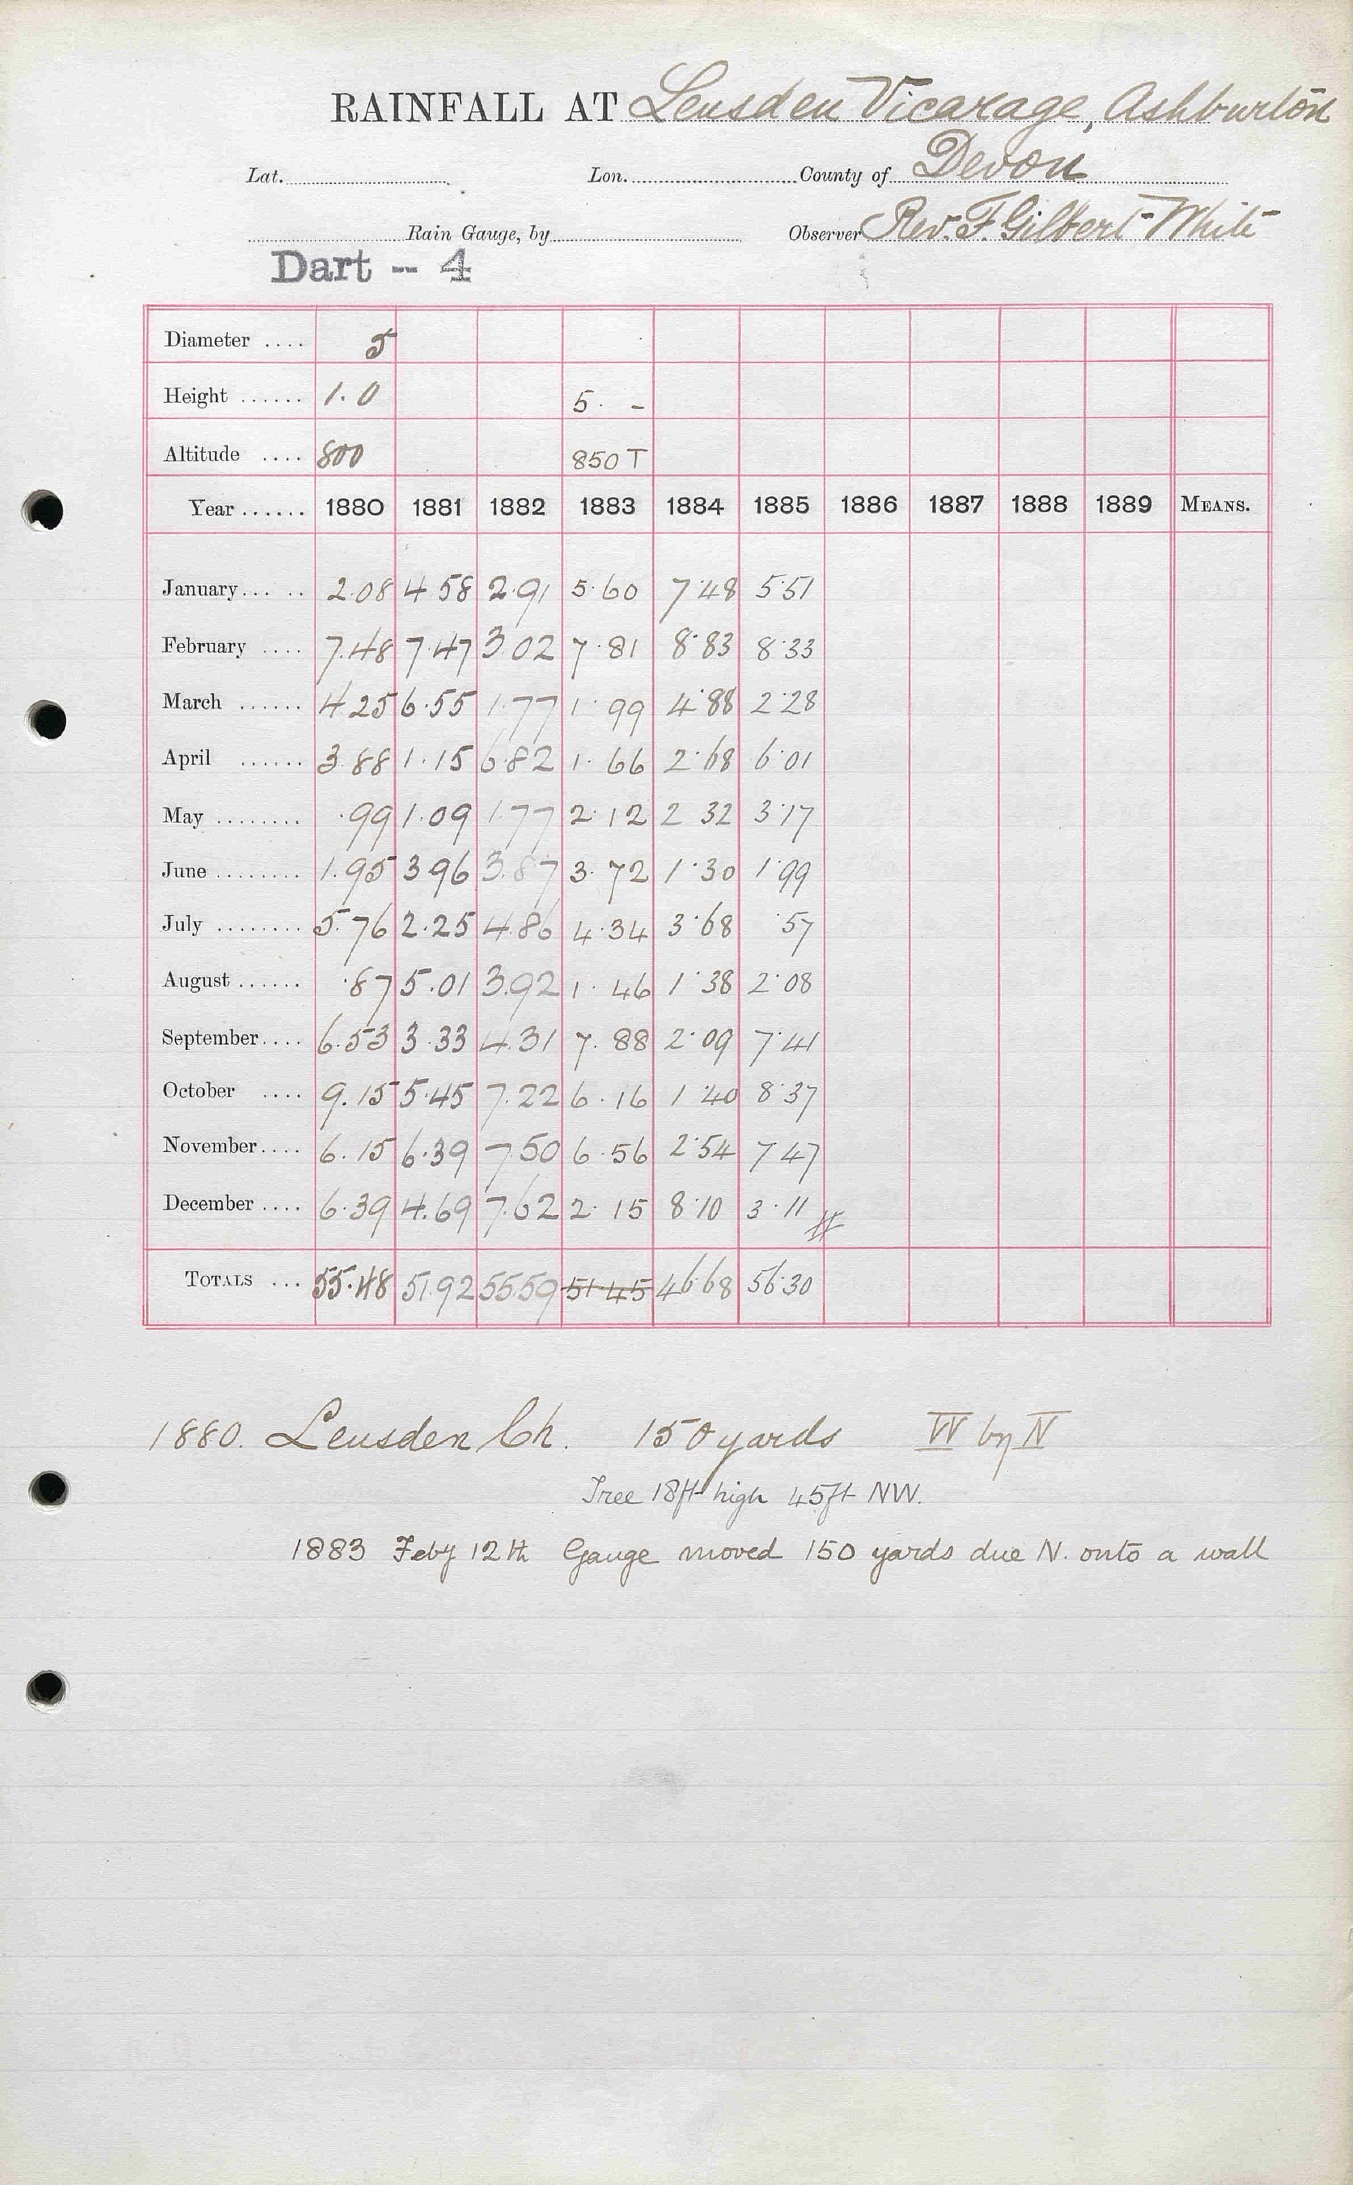 RAINFALL AT Leusden Vicarage, Ashburton
Lat. Lon. County of Devon
Rain Gauge, by Observer Rev. F. Gilbert White
Dart -- 4
Diameter .... 5
Height ...... 1.0 5. -
Altitude .... 800 850 T
Year ...... 1880 1881 1882 1883 1884 1885 1886 1887 1888 1889 MEANS.
January... .. 2.08 4.58 2.91 5.60 7.48 5.51
February .... 7.48 7.47 3.02 7.81 8.83 8.33
March ...... 4.25 6.55 1.77 1.99 4.88 2.28
April ...... 3.88 1.15 6.82 1.66 2.68 6.01
May ........ .99 1.09 1.77 2.12 2 32 3.17
June ........ 1.95 3.96 3.87 3.72 1.30 1.99
July ........ 5.76 2.25 4.86 4.34 3.68 .57
August ...... .87 5.01 3.92 1.46 1.38 2.08
September.... 6.53 3.33 4.31 7.88 2.09 7.41
October .... 9.15 5.45 7.22 6.16 1.40 8.37
November.... 6.15 6.39 7.50 6.56 2.54 7.47
December .... 6.39 4.69 7.62 2.15 8.10 3.11
TOTALS ... 55.48 51.92 55.59 51.45 46.68 56.30
1880. Leusden Ch. 150 yards W by N
Tree 18ft high 45ft NW.
1883 Feby 12th Gauge moved 150 yards due N. onto a wall